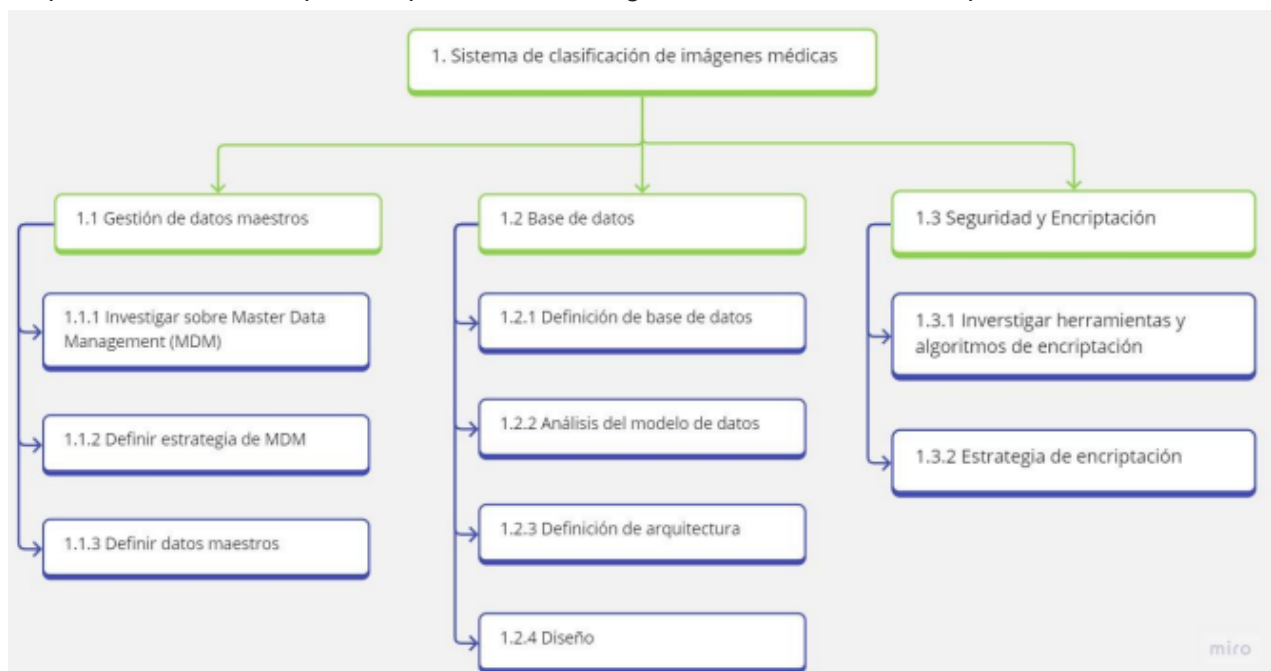 1. Sistema de clasificación de imágenes médicas
1.1 Gestión de datos maestros
1.1.1 Investigar sobre Master Data
Management (MDM)
1.1.2 Definir estrategia de MDM
1.1.3 Definir datos maestros
1.2 Base de datos
1.2.1 Definición de base de datos
1.2.2 Análisis del modelo de datos
1.2.3 Definición de arquitectura
1.2.4 Diseño
1.3 Seguridad y Encriptación
1.3.1 Inverstigar herramientas y
algoritmos de encriptación
1.3.2 Estrategia de encriptación
miro